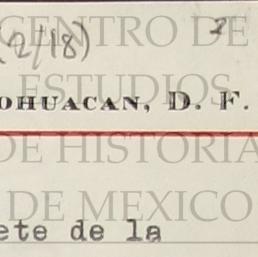 (2/18) 2
CENTRO DE
ESTUDIOS
OHUACAN, D. F.
DE HISTORIA
DE MEXICO
ete de la